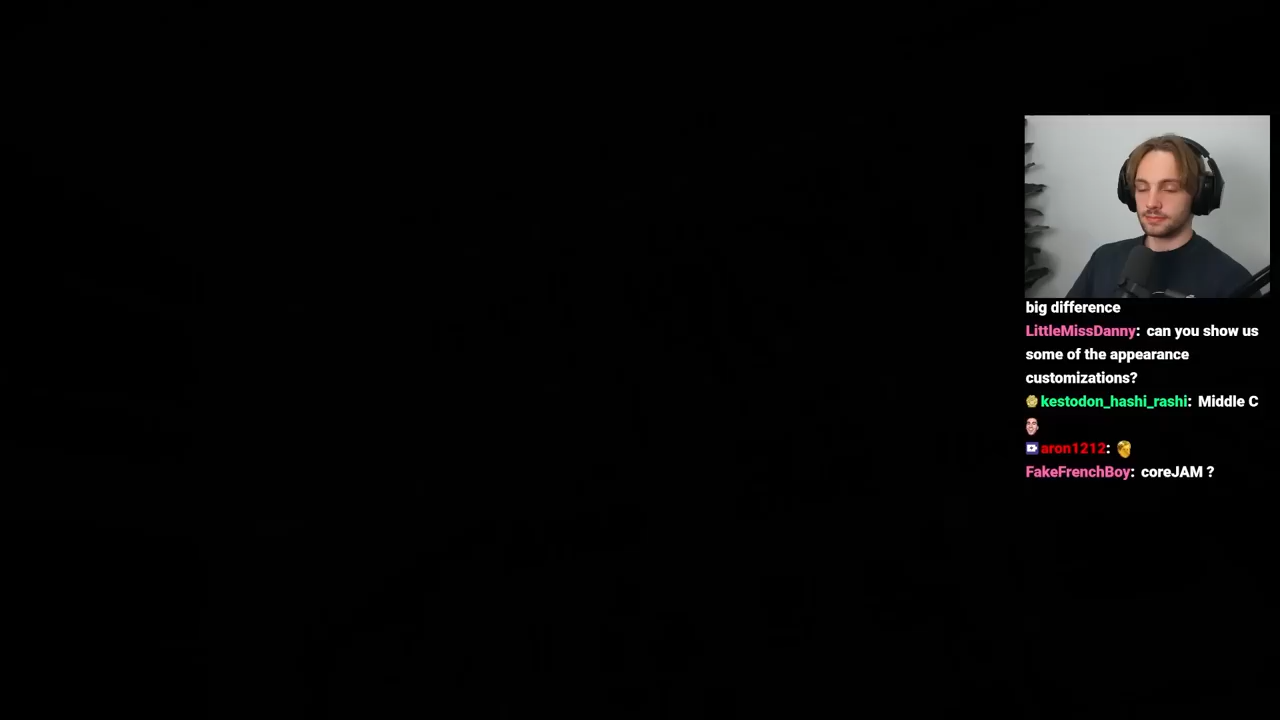 big difference
LittleMissDanny: can you show us
some of the appearance
customizations?
kestodon_hashi_rashi: Middle C
aron1212:
FakeFrenchBoy: coreJAM ?